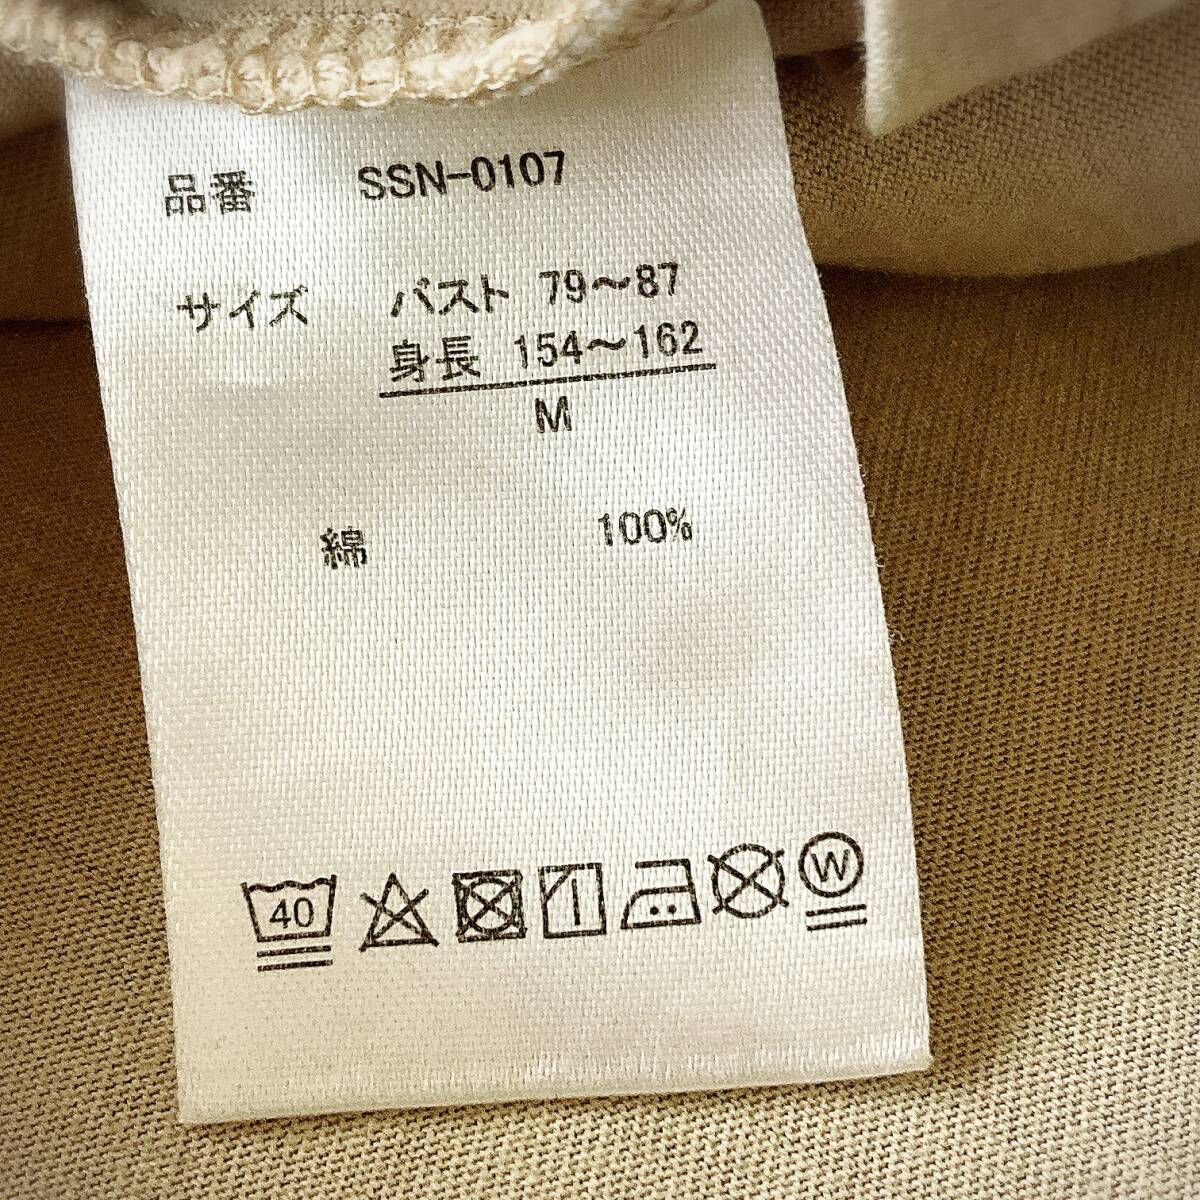 品番 SSN-0107
サイズ バスト 79～87
身長 154～162
M
綿 100%
40 W